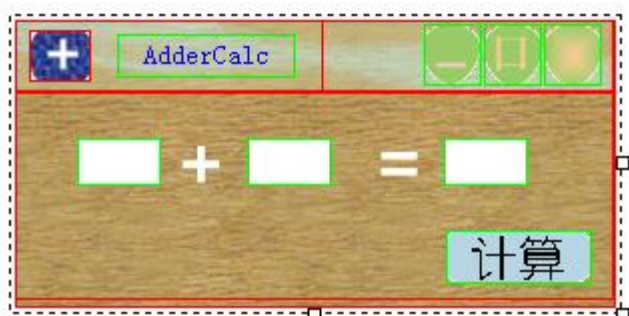 AdderCalc
+ =
计算